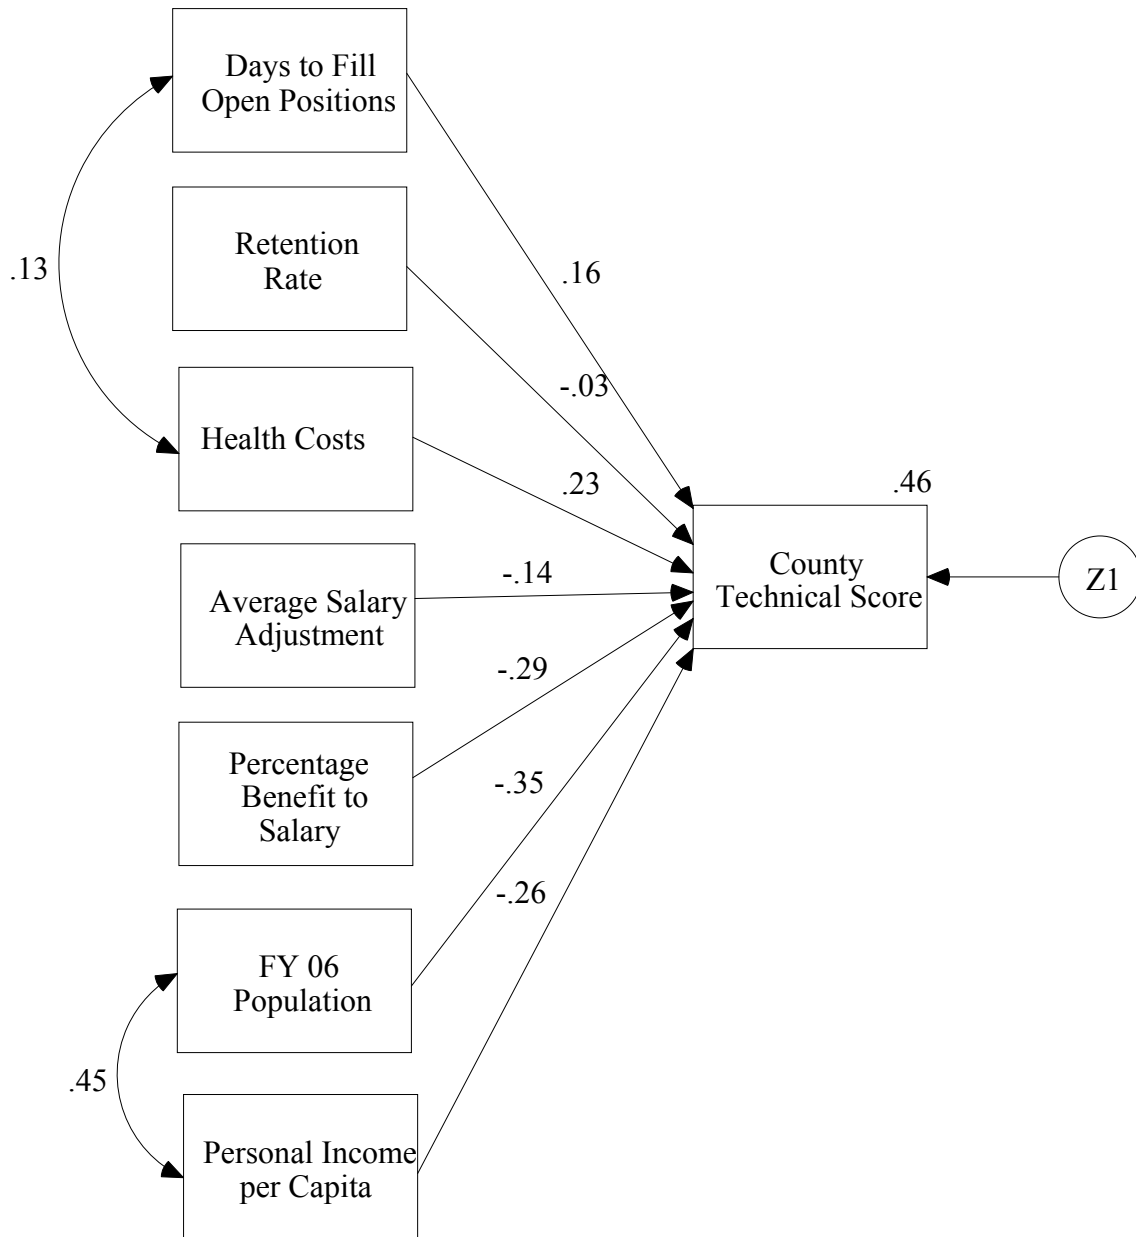 Days to Fill
Open Positions
Retention
Rate
.13
.16
-.03
Health Costs
.23
.46
County
Technical Score
Z1
Average Salary
Adjustment
-.14
-.29
Percentage
Benefit to
Salary
-.35
-.26
FY 06
Population
.45
Personal Income
per Capita